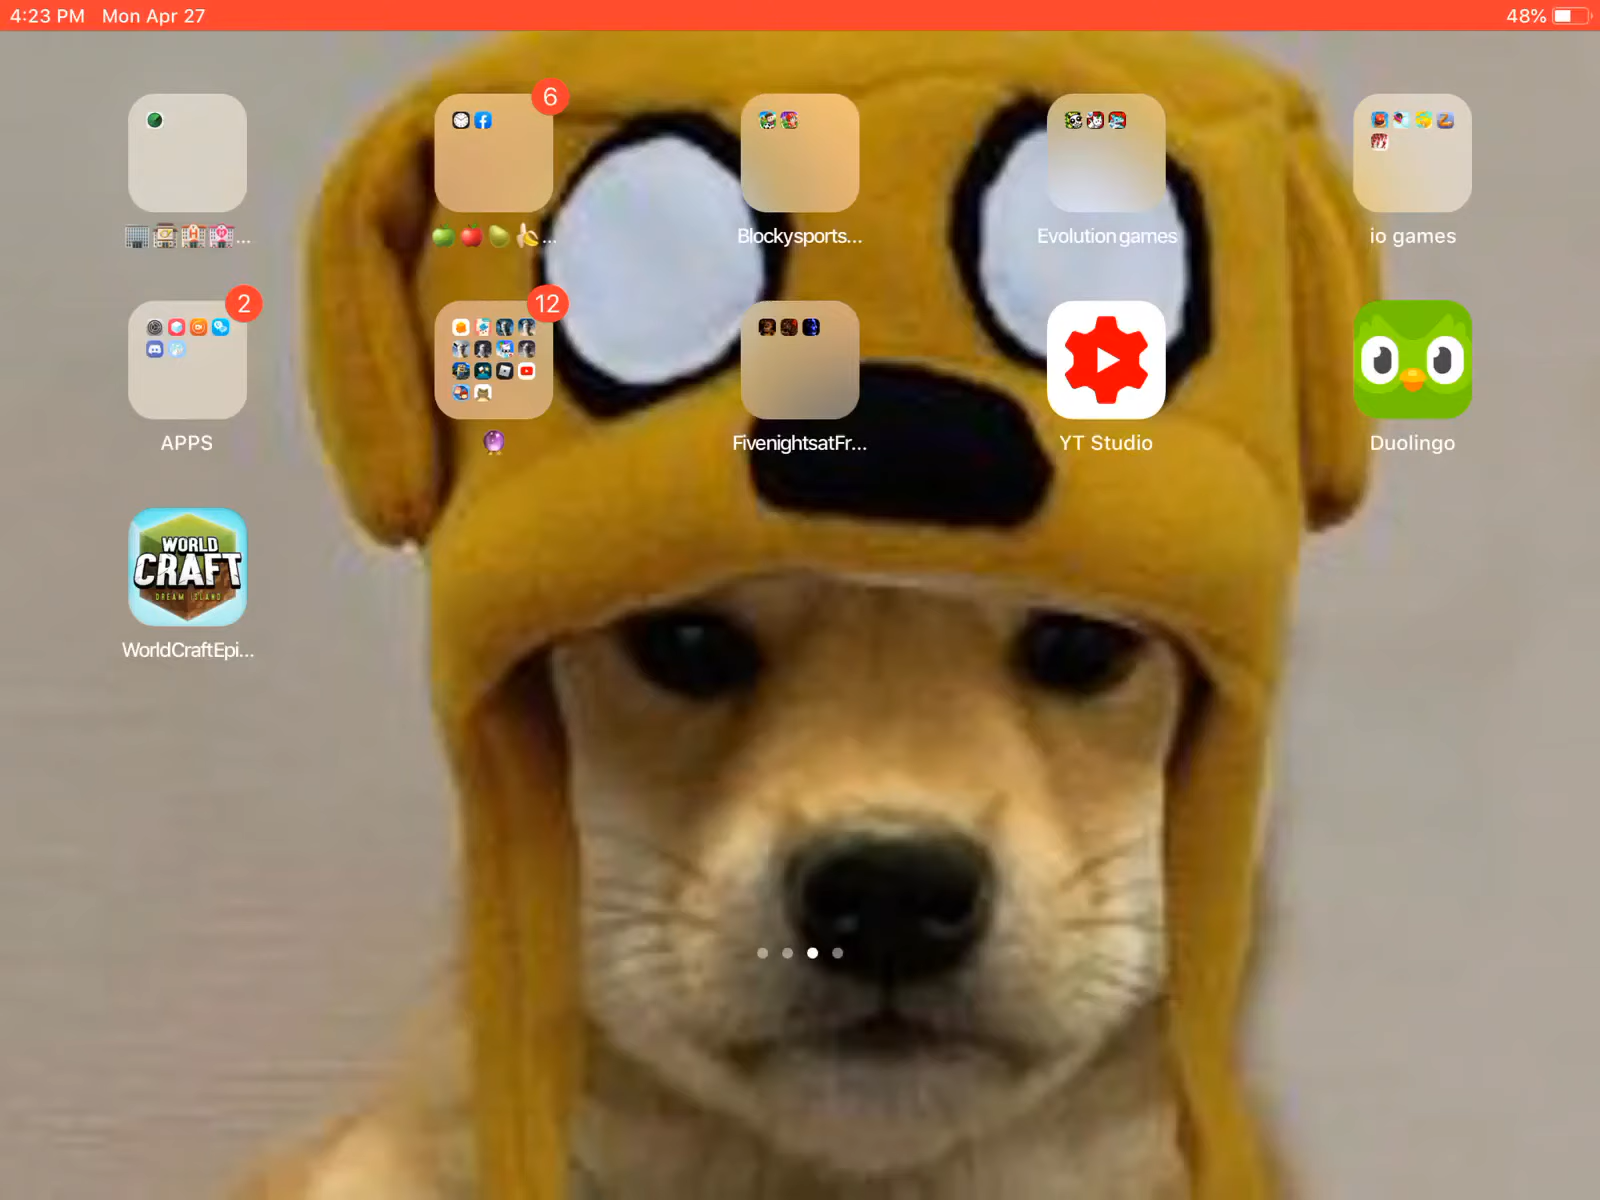 4:23 PM Mon Apr 27
48%
6
...
...
Blockysports...
Evolution games
io games
2
12
APPS
FivenightsatFr...
YT Studio
Duolingo
WORLD
CRAFT
DREAM ISLAND
WorldCraftEpi...